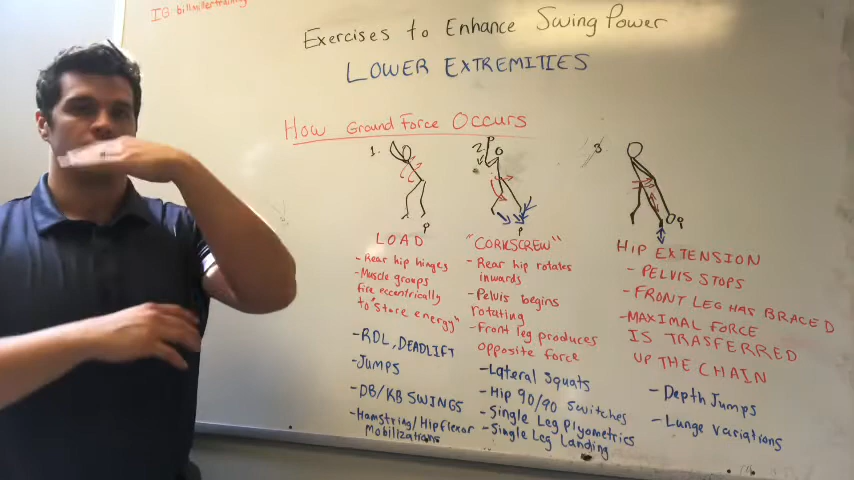 IG billmillertraining
Exercises to Enhance Swing Power
LOWER EXTREMITIES
How Ground Force Occurs
1.
2
3
P
P
P
P
LOAD
- Rear hip hinges
- Muscle groups
fire eccentrically
to "store energy"
- RDL, DEADLIFT
- JUMPS
- DB/KB SWINGS
- Hamstring/Hipflexor
Mobilizations
"CORKSCREW"
- Rear hip rotates
inwards
- Pelvis begins
rotating
- Front leg produces
opposite force
- Lateral Squats
- Hip 90/90 Switches
- Single Leg Plyometrics
- Single Leg Landing
HIP EXTENSION
- PELVIS STOPS
- FRONT LEG HAS BRACED
- MAXIMAL FORCE
IS TRASFERRED
UP THE CHAIN
- Depth Jumps
- Lunge variations